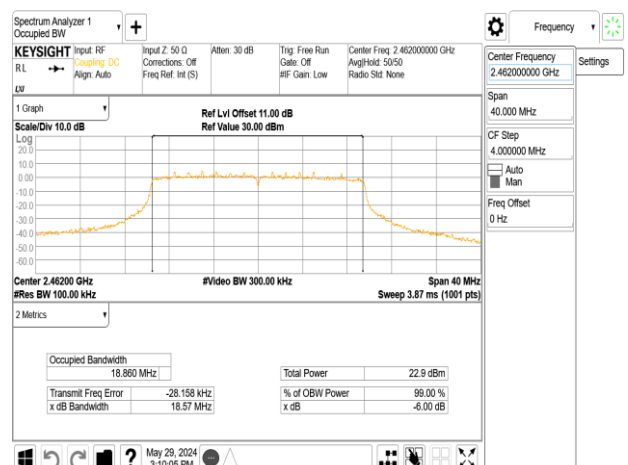 Spectrum Analyzer 1
Occupied BW
Frequency
KEYSIGHT
RL
LXI
Input: RF
Coupling: DC
Align: Auto
Input Z: 50 Ω
Corrections: Off
Freq Ref: Int (S)
Atten: 30 dB
Trig: Free Run
Gate: Off
#IF Gain: Low
Center Freq: 2.462000000 GHz
Avg|Hold: 50/50
Radio Std: None
Center Frequency
2.462000000 GHz
Settings
Span
40.000 MHz
CF Step
4.000000 MHz
Auto
Man
Freq Offset
0 Hz
1 Graph
Scale/Div 10.0 dB
Ref Lvl Offset 11.00 dB
Ref Value 30.00 dBm
Log
20.0
10.0
0.00
-10.0
-20.0
-30.0
-40.0
-50.0
-60.0
Center 2.46200 GHz
#Res BW 100.00 kHz
#Video BW 300.00 kHz
Span 40 MHz
Sweep 3.87 ms (1001 pts)
2 Metrics
Occupied Bandwidth
18.860 MHz
Total Power 22.9 dBm
Transmit Freq Error -28.158 kHz
% of OBW Power 99.00 %
x dB Bandwidth 18.57 MHz
x dB -6.00 dB
?
May 29, 2024
3:10:05 PM